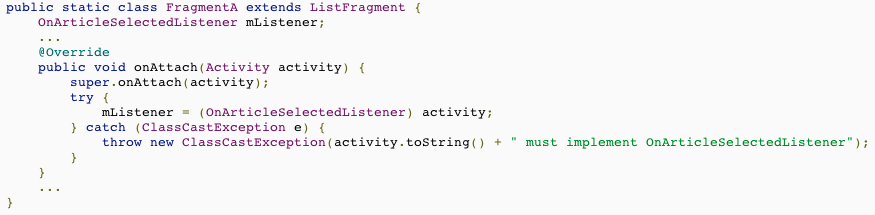 public static class FragmentA extends ListFragment {
    OnArticleSelectedListener mListener;
    ...
    @Override
    public void onAttach(Activity activity) {
        super.onAttach(activity);
        try {
            mListener = (OnArticleSelectedListener) activity;
        } catch (ClassCastException e) {
            throw new ClassCastException(activity.toString() + " must implement OnArticleSelectedListener");
        }
    }
    ...
}